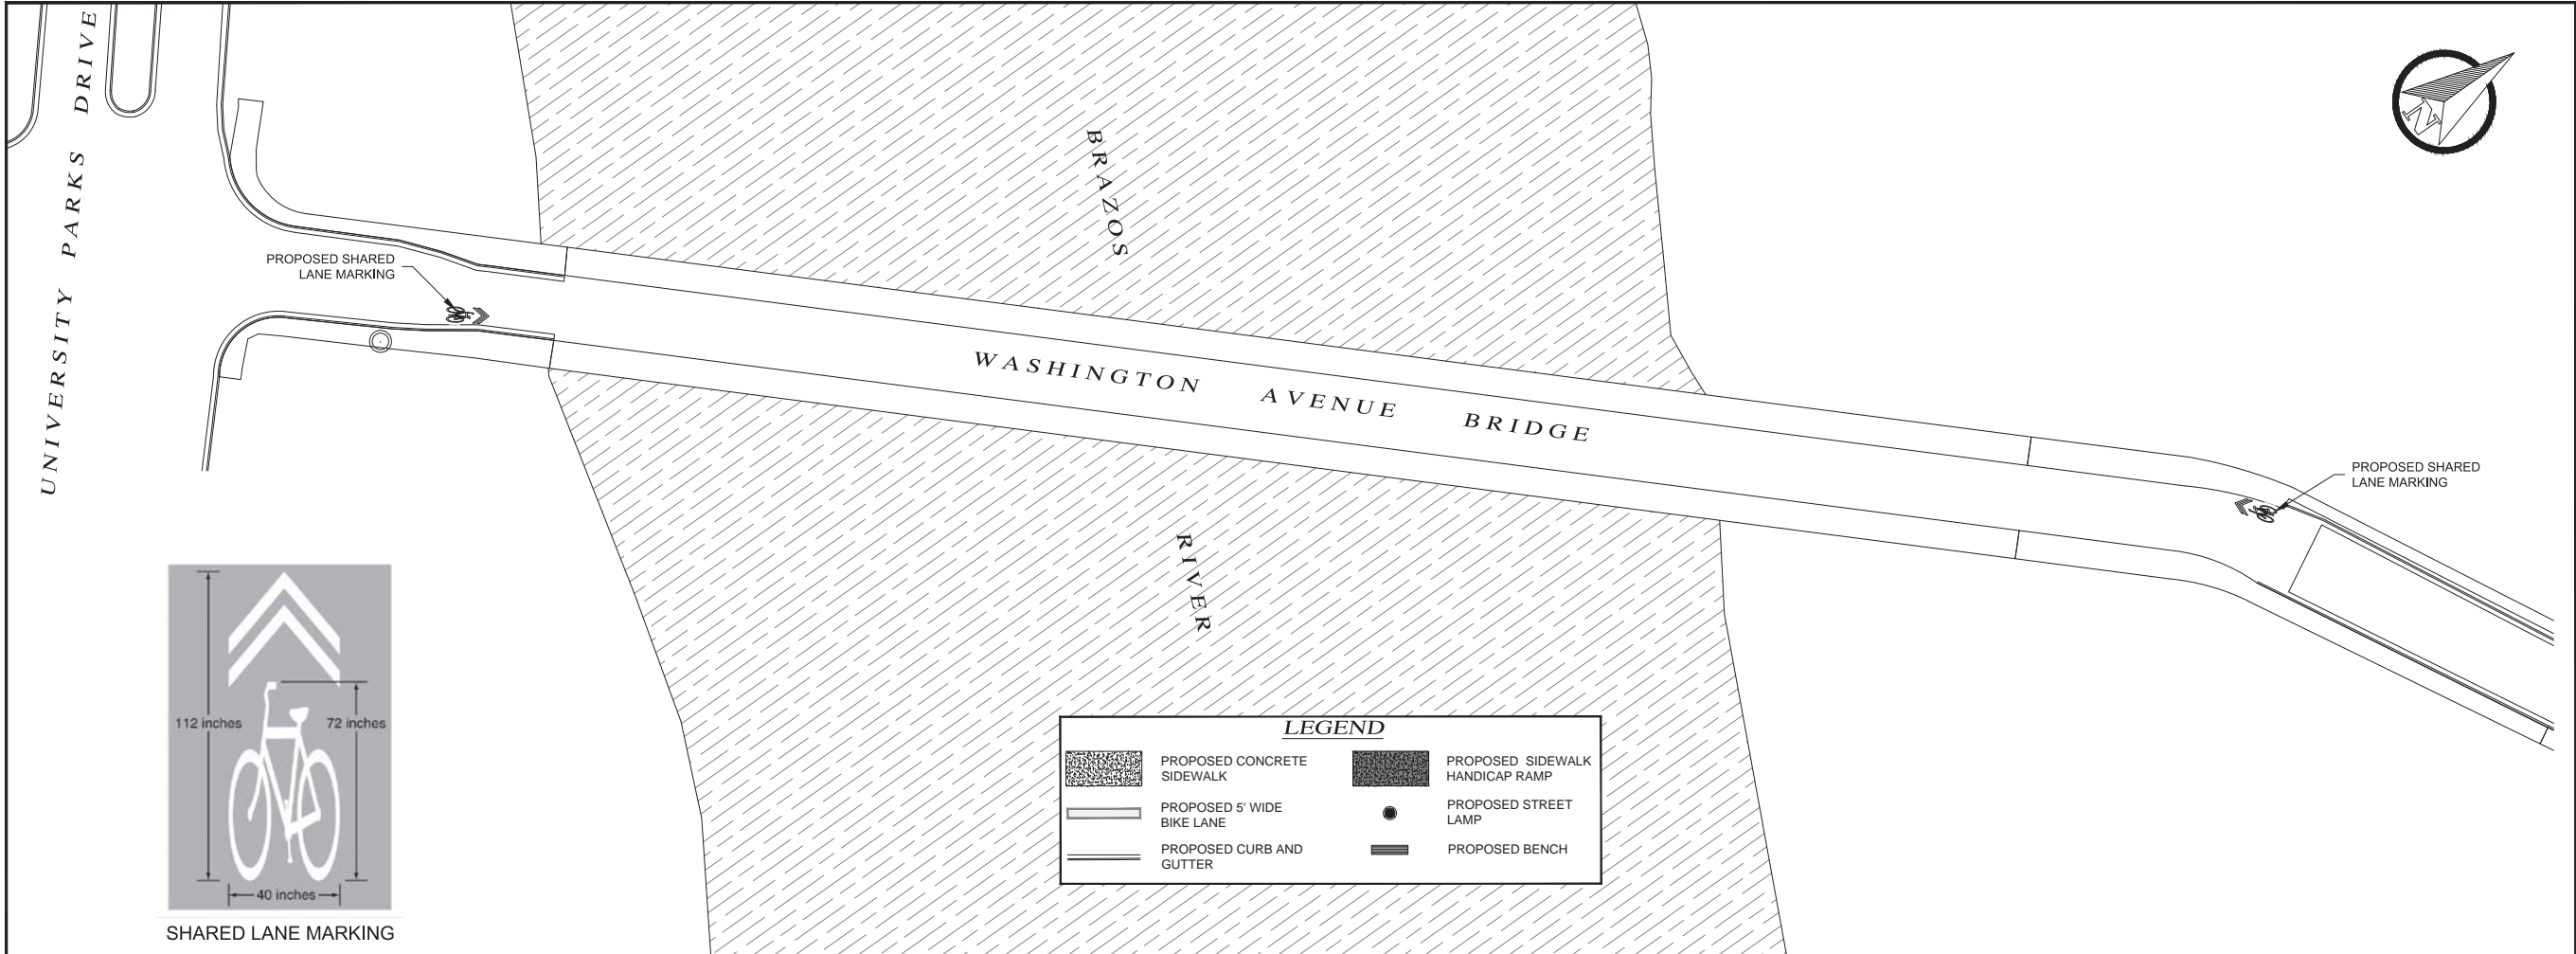 UNIVERSITY PARKS DRIVE
BRAZOS
RIVER
N
PROPOSED SHARED
LANE MARKING
WASHINGTON AVENUE BRIDGE
PROPOSED SHARED
LANE MARKING
112 inches
72 inches
40 inches
SHARED LANE MARKING
LEGEND
PROPOSED CONCRETE
SIDEWALK
PROPOSED 5' WIDE
BIKE LANE
PROPOSED CURB AND
GUTTER
PROPOSED SIDEWALK
HANDICAP RAMP
PROPOSED STREET
LAMP
PROPOSED BENCH